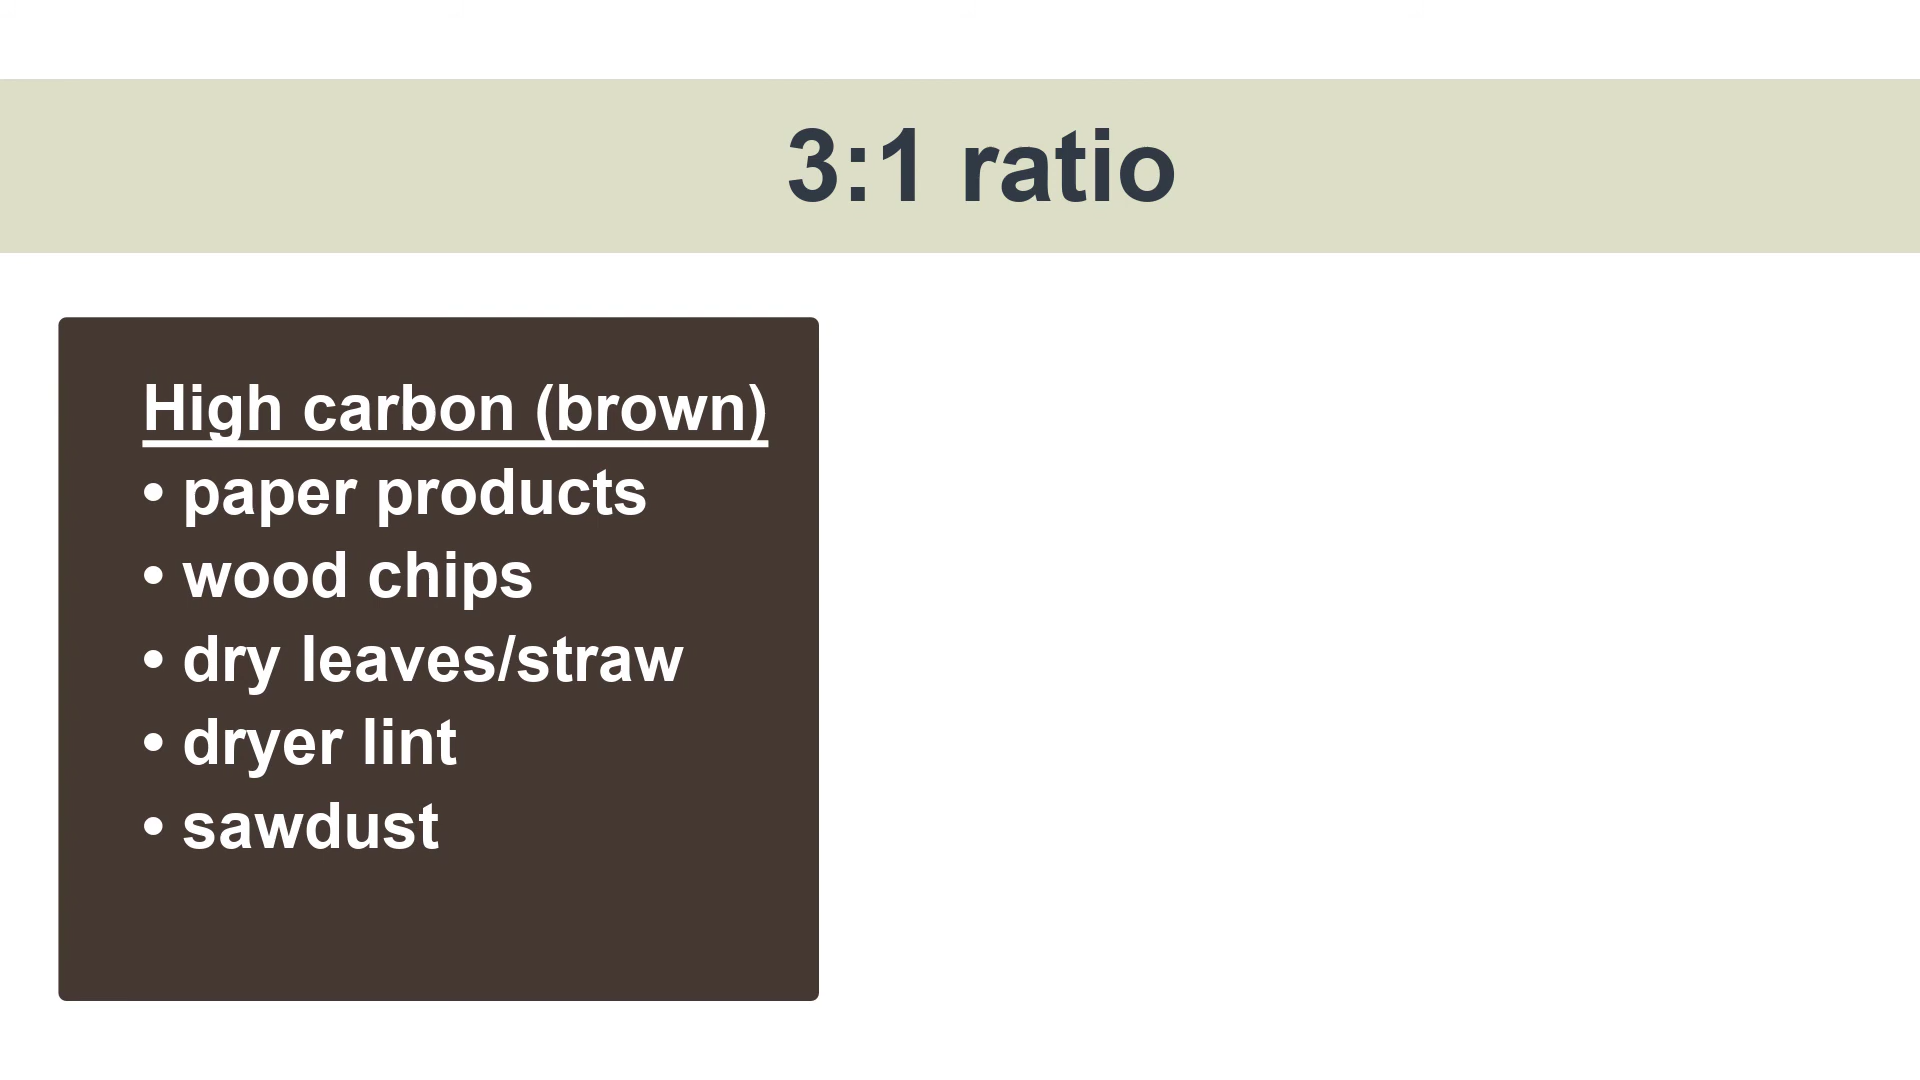 3:1 ratio
High carbon (brown)
• paper products
• wood chips
• dry leaves/straw
• dryer lint
• sawdust